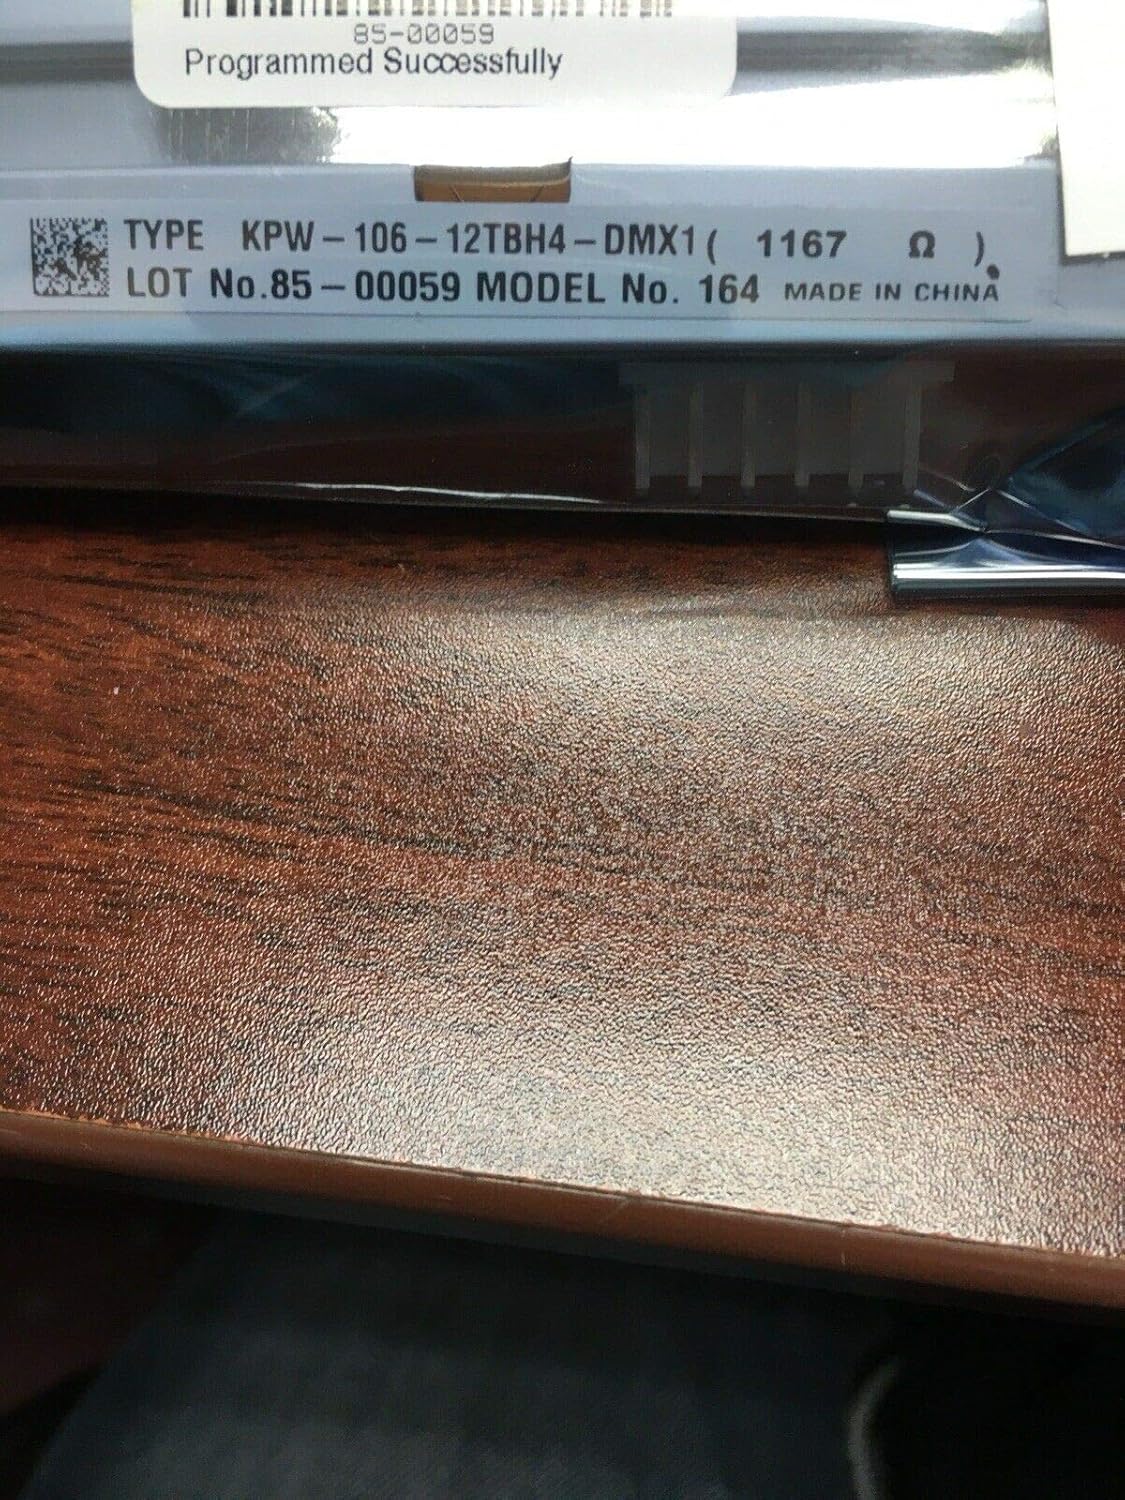 85-00059
Programmed Successfully
TYPE KPW-106-12TBH4-DMX1( 1167 Ω ).
LOT No.85-00059 MODEL No. 164 MADE IN CHINA